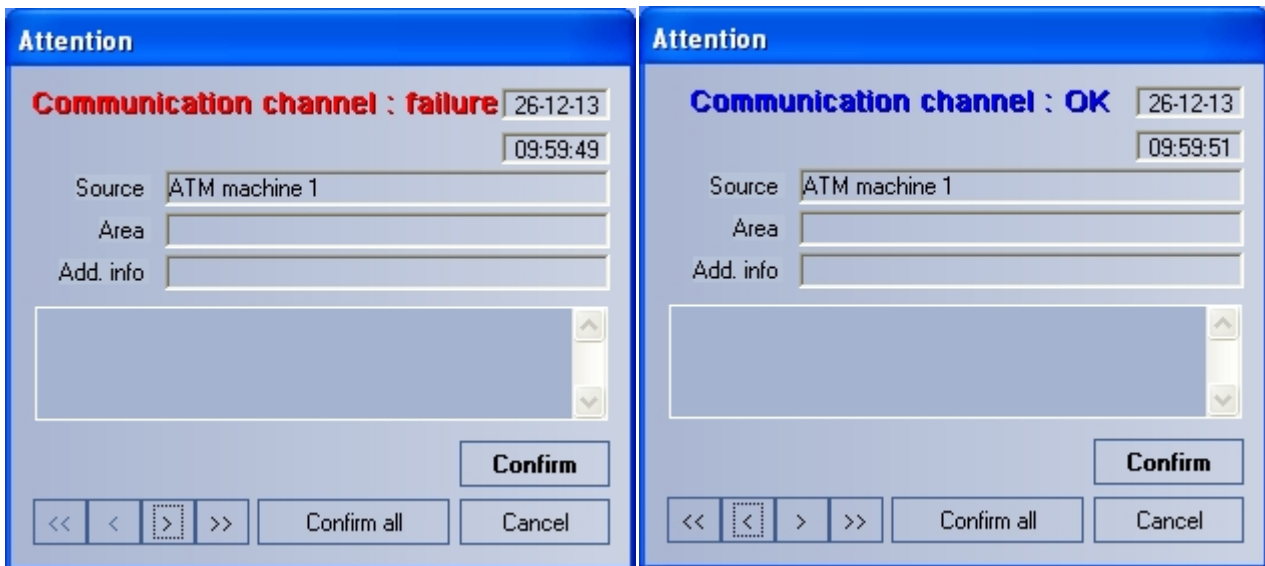 Attention
Communication channel : failure 26-12-13
09:59:49
Source ATM machine 1
Area
Add. info
Confirm
<< < > >> Confirm all Cancel
Attention
Communication channel : OK 26-12-13
09:59:51
Source ATM machine 1
Area
Add. info
Confirm
<< < > >> Confirm all Cancel